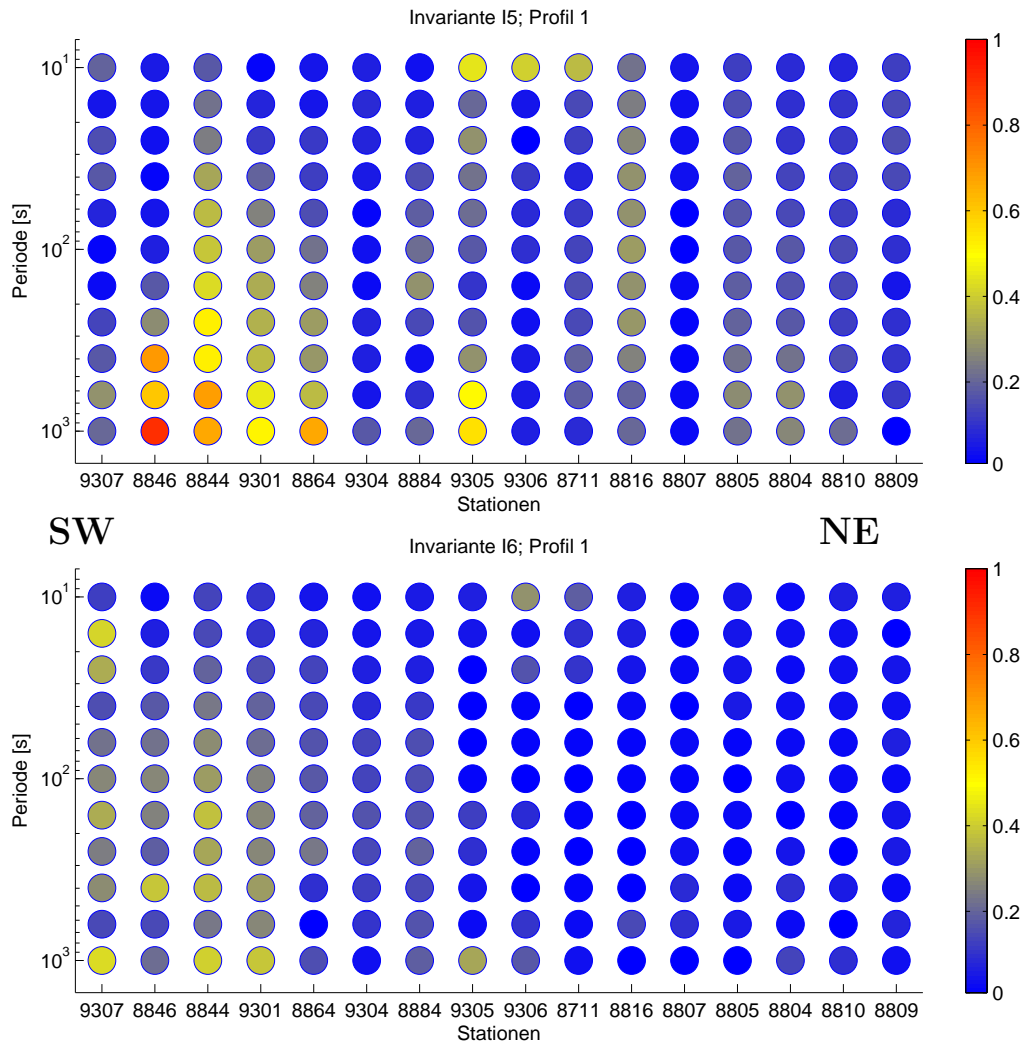 Invariante I5; Profil 1
1
0.8
0.6
0.4
0.2
0
10¹
10²
10³
Periode [s]
9307 8846 8844 9301 8864 9304 8884 9305 9306 8711 8816 8807 8805 8804 8810 8809
Stationen
SW NE
Invariante I6; Profil 1
1
0.8
0.6
0.4
0.2
0
10¹
10²
10³
Periode [s]
9307 8846 8844 9301 8864 9304 8884 9305 9306 8711 8816 8807 8805 8804 8810 8809
Stationen